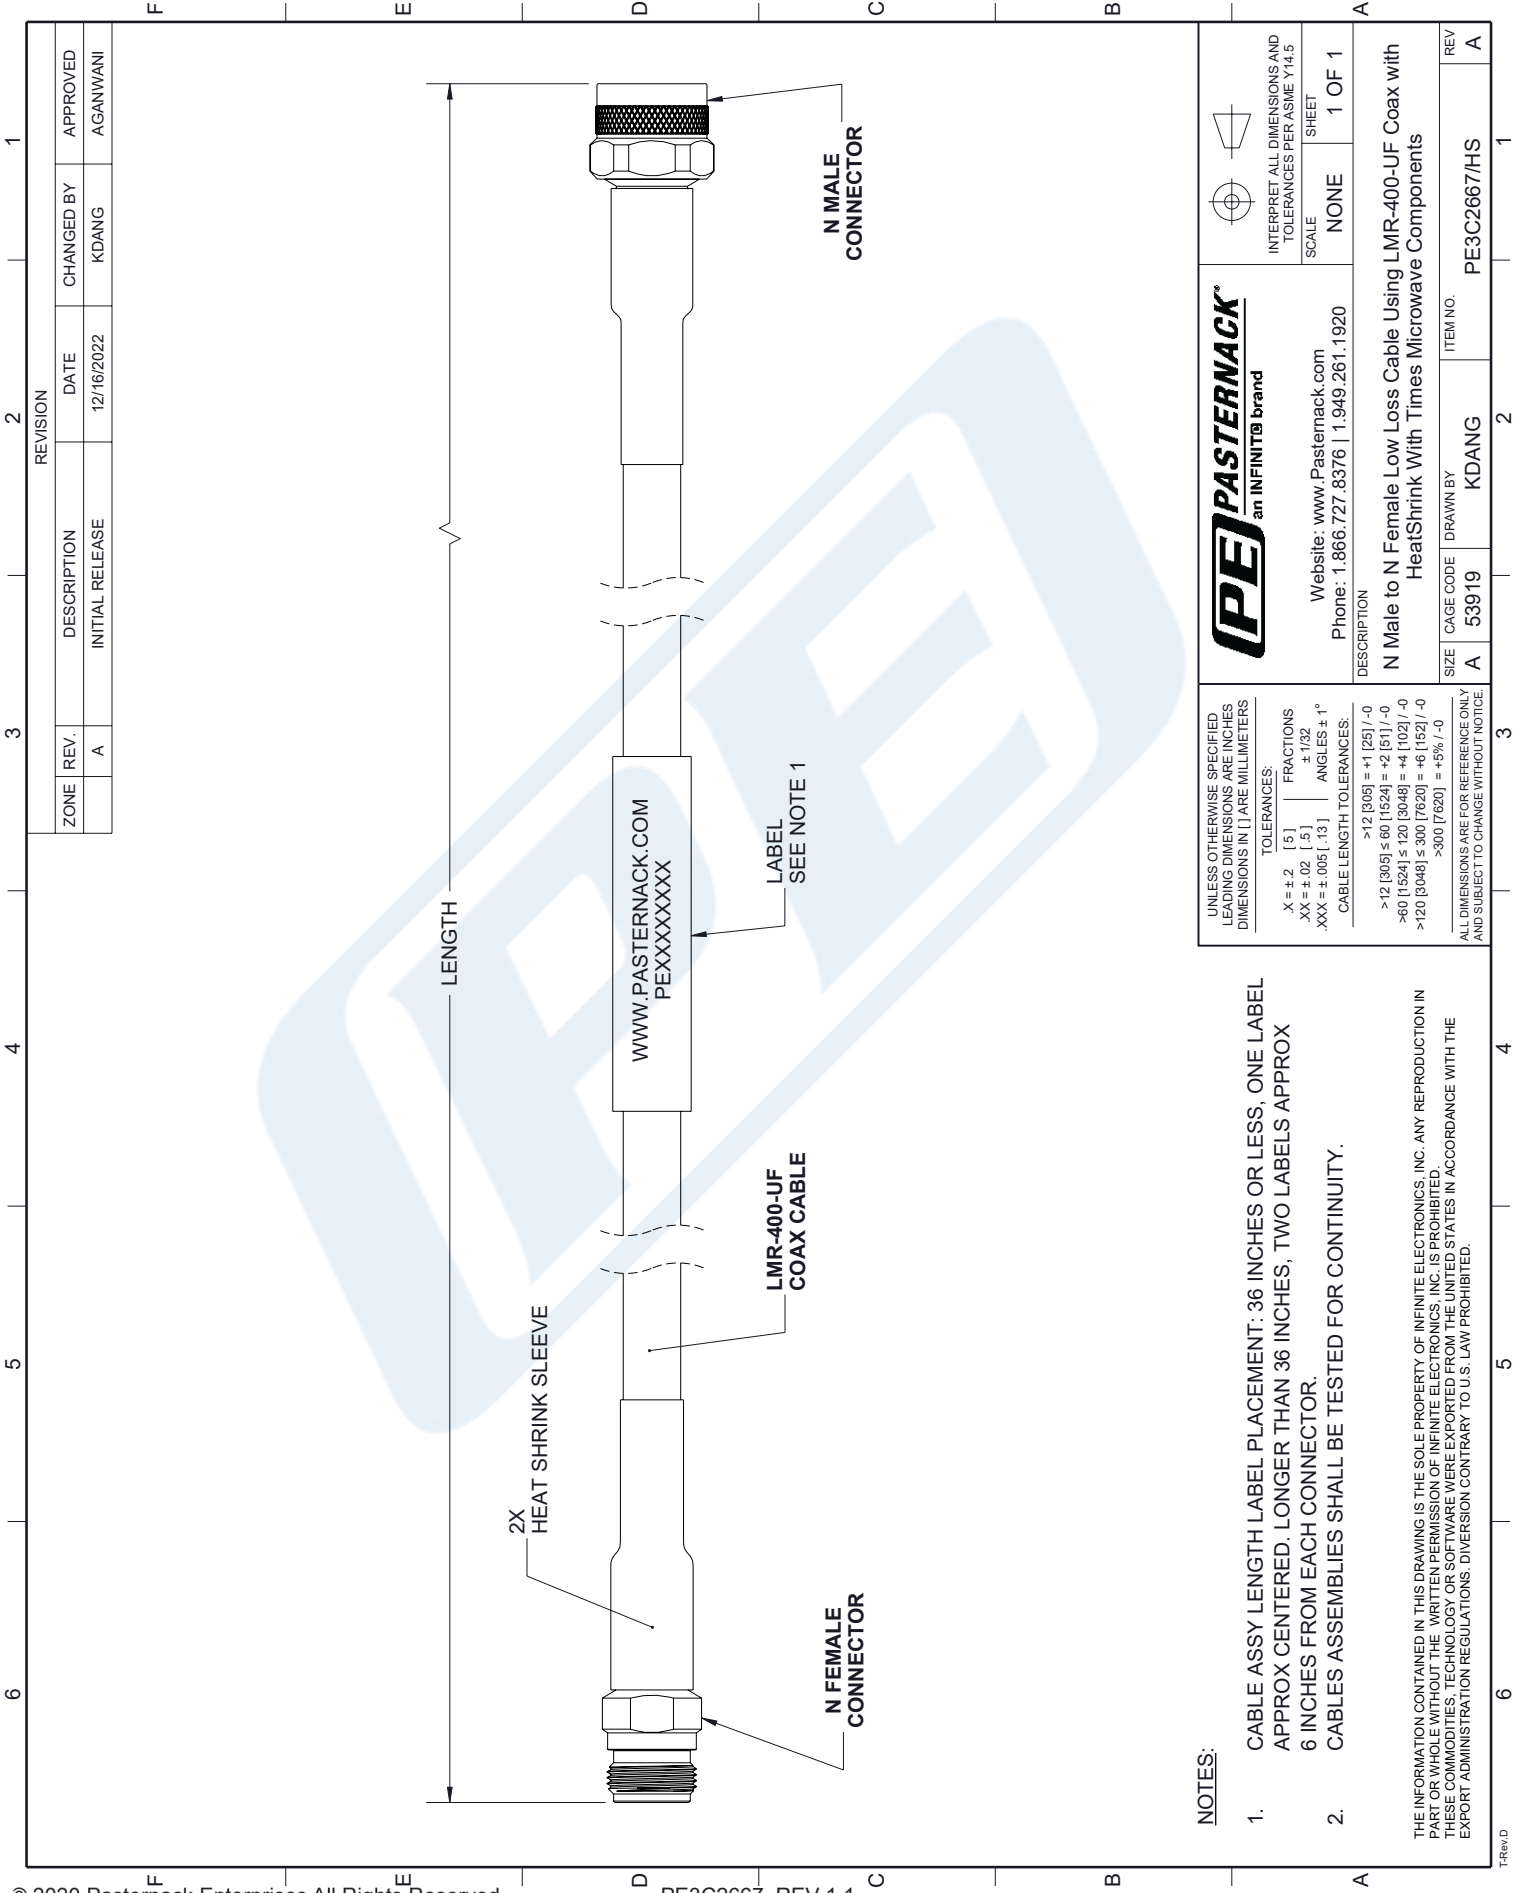 REVISION
ZONE REV. DESCRIPTION DATE CHANGED BY APPROVED
A INITIAL RELEASE 12/16/2022 KDANG AGANWANI
6 5 4 3 2 1
F
E
D
C
B
A
LENGTH
2X
HEAT SHRINK SLEEVE
WWW.PASTERNACK.COM
PEXXXXXXXX
LABEL
SEE NOTE 1
LMR-400-UF
COAX CABLE
N FEMALE
CONNECTOR
N MALE
CONNECTOR
NOTES:
1. CABLE ASSY LENGTH LABEL PLACEMENT: 36 INCHES OR LESS, ONE LABEL
APPROX CENTERED. LONGER THAN 36 INCHES, TWO LABELS APPROX
6 INCHES FROM EACH CONNECTOR.
2. CABLES ASSEMBLIES SHALL BE TESTED FOR CONTINUITY.
THE INFORMATION CONTAINED IN THIS DRAWING IS THE SOLE PROPERTY OF INFINITE ELECTRONICS, INC. ANY REPRODUCTION IN
PART OR WHOLE WITHOUT THE WRITTEN PERMISSION OF INFINITE ELECTRONICS, INC. IS PROHIBITED.
THESE COMMODITIES, TECHNOLOGY OR SOFTWARE WERE EXPORTED FROM THE UNITED STATES IN ACCORDANCE WITH THE
EXPORT ADMINISTRATION REGULATIONS. DIVERSION CONTRARY TO U.S. LAW PROHIBITED.
UNLESS OTHERWISE SPECIFIED
LEADING DIMENSIONS ARE INCHES
DIMENSIONS IN [ ] ARE MILLIMETERS
TOLERANCES:
.X = ± .2 [ 5 ] FRACTIONS
.XX = ± .02 [ .5 ] ± 1/32
.XXX = ± .005 [ .13 ] ANGLES ± 1°
CABLE LENGTH TOLERANCES:
>12 [305] = +1 [25] / -0
>12 [305] ≤ 60 [1524] = +2 [51] / -0
>60 [1524] ≤ 120 [3048] = +4 [102] / -0
>120 [3048] ≤ 300 [7620] = +6 [152] / -0
>300 [7620] = +5% / -0
ALL DIMENSIONS ARE FOR REFERENCE ONLY
AND SUBJECT TO CHANGE WITHOUT NOTICE.
PE PASTERNACK®
an INFINITE brand
Website: www.Pasternack.com
Phone: 1.866.727.8376 | 1.949.261.1920
INTERPRET ALL DIMENSIONS AND
TOLERANCES PER ASME Y14.5
SCALE NONE
SHEET 1 OF 1
DESCRIPTION
N Male to N Female Low Loss Cable Using LMR-400-UF Coax with
HeatShrink With Times Microwave Components
SIZE A
CAGE CODE 53919
DRAWN BY KDANG
ITEM NO. PE3C2667/HS
REV A
6 5 4 3 2 1
F
E
D
C
B
A
T-Rev.D
© 2020 Pasternack Enterprises All Rights Reserved
PE3C2667 REV 1.1
PE